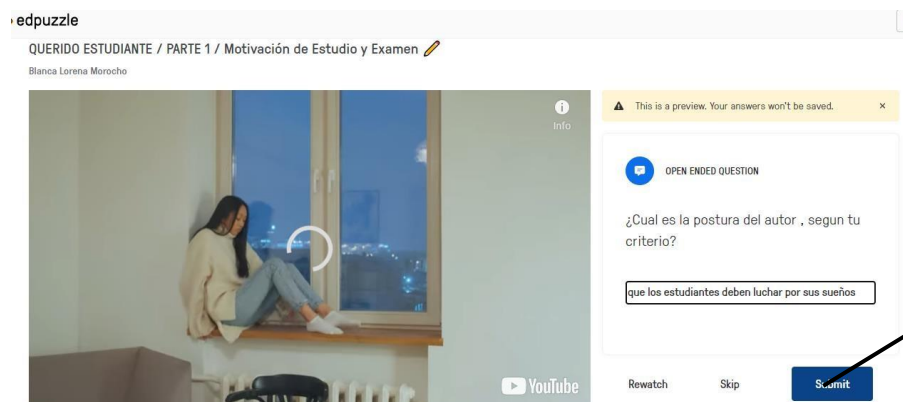 edpuzzle
QUERIDO ESTUDIANTE / PARTE 1 / Motivación de Estudio y Examen
Blanca Lorena Morocho
Info
This is a preview. Your answers won't be saved. ×
OPEN ENDED QUESTION
¿Cual es la postura del autor , segun tu
criterio?
que los estudiantes deben luchar por sus sueños
YouTube
Rewatch Skip Submit